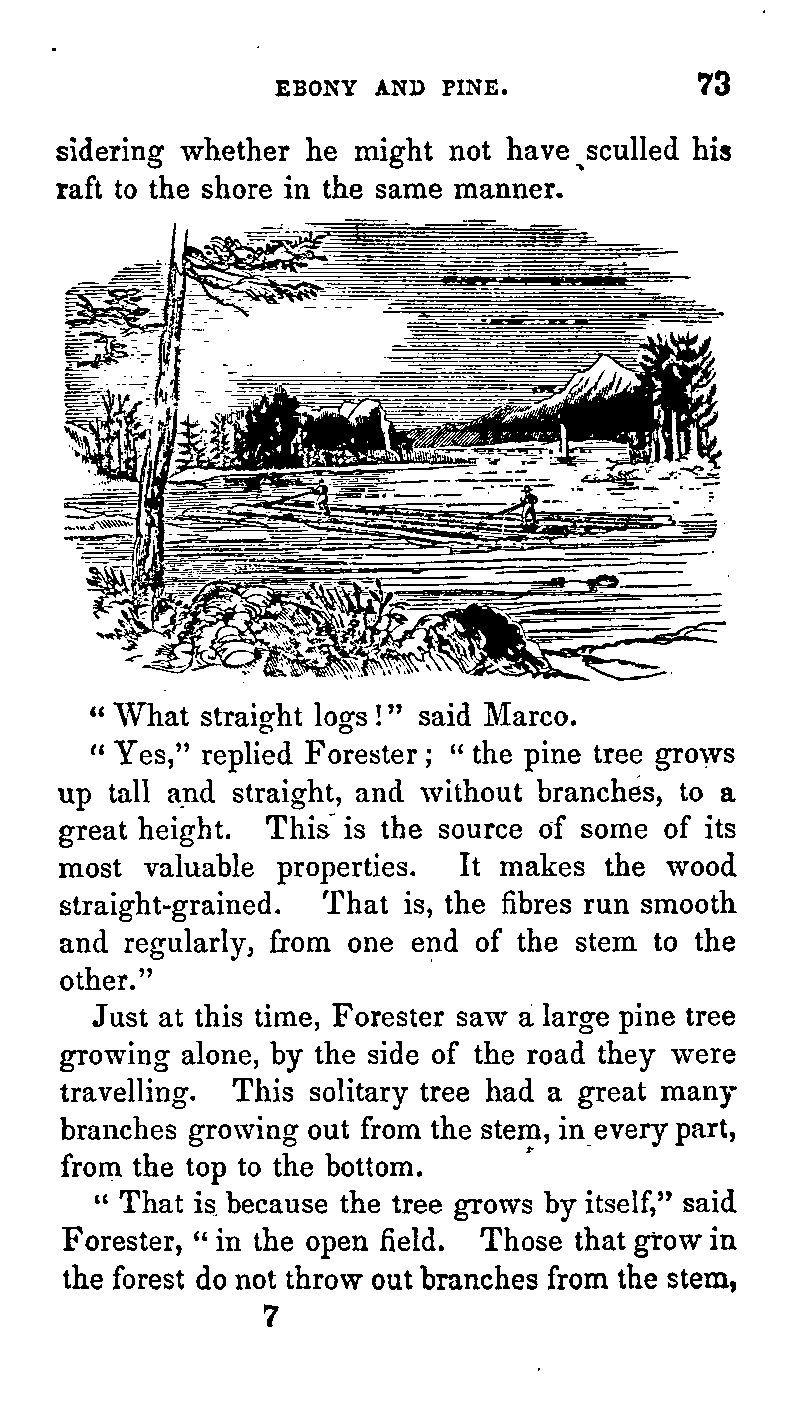 EBONY AND PINE. 73
sidering whether he might not have sculled his
raft to the shore in the same manner.
“ What straight logs !” said Marco.
“ Yes,” replied Forester ; “ the pine tree grows
up tall and straight, and without branches, to a
great height. This is the source of some of its
most valuable properties. It makes the wood
straight-grained. That is, the fibres run smooth
and regularly, from one end of the stem to the
other.”
Just at this time, Forester saw a large pine tree
growing alone, by the side of the road they were
travelling. This solitary tree had a great many
branches growing out from the stem, in every part,
from the top to the bottom.
“ That is because the tree grows by itself,” said
Forester, “ in the open field. Those that grow in
the forest do not throw out branches from the stem,
7